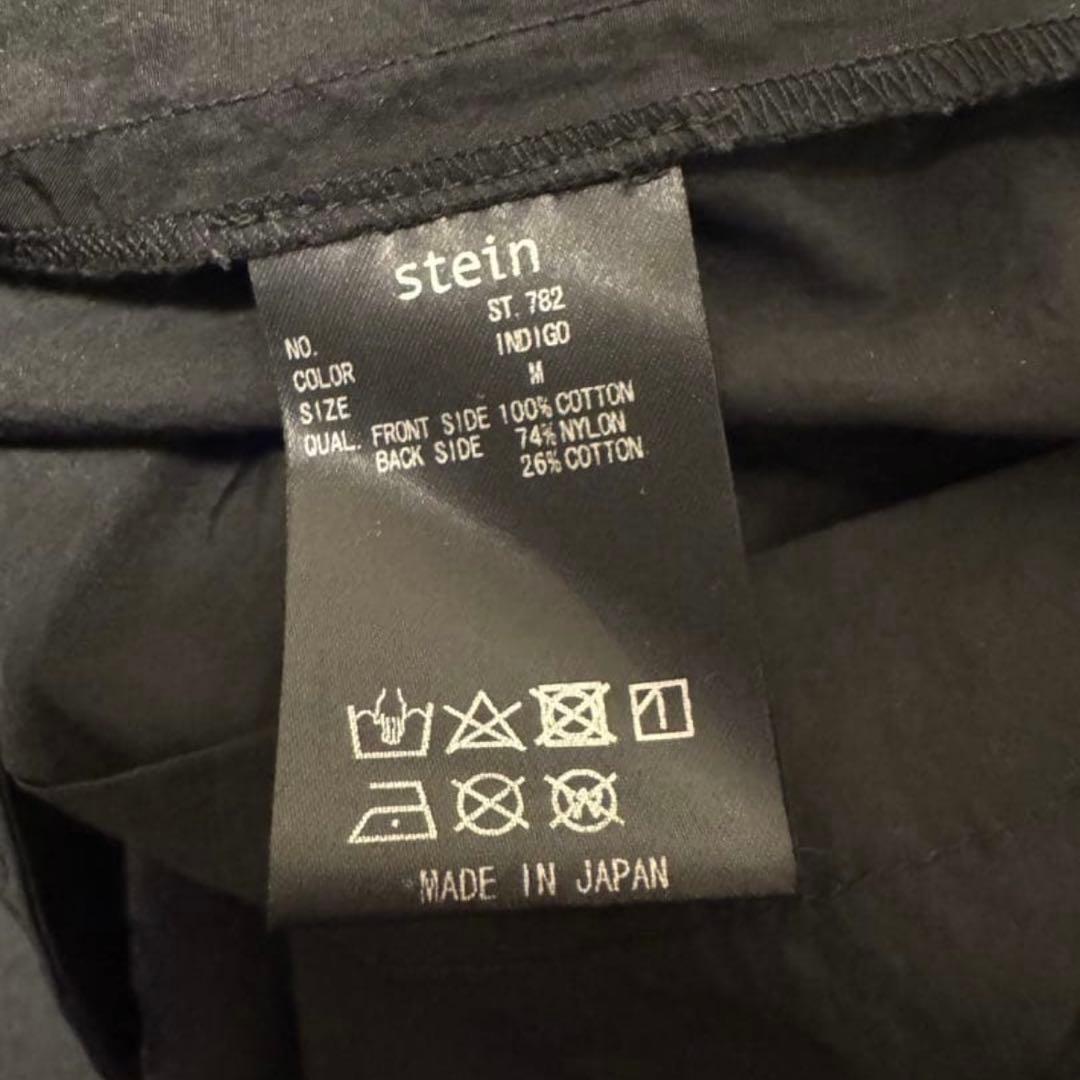 stein
NO. ST. 782
COLOR INDIGO
SIZE M
QUAL. FRONT SIDE 100% COTTON
BACK SIDE 74% NYLON
26% COTTON
W
MADE IN JAPAN